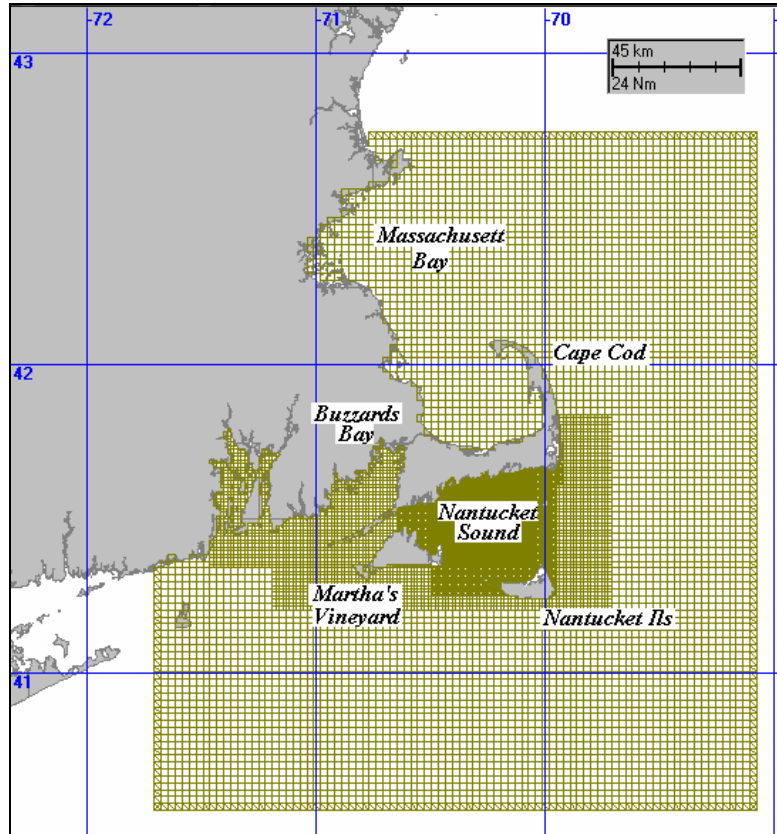 -72
-71
-70
43
45 km
24 Nm
Massachusett
Bay
Cape Cod
42
Buzzards
Bay
Nantucket
Sound
Martha's
Vineyard
Nantucket Ils
41